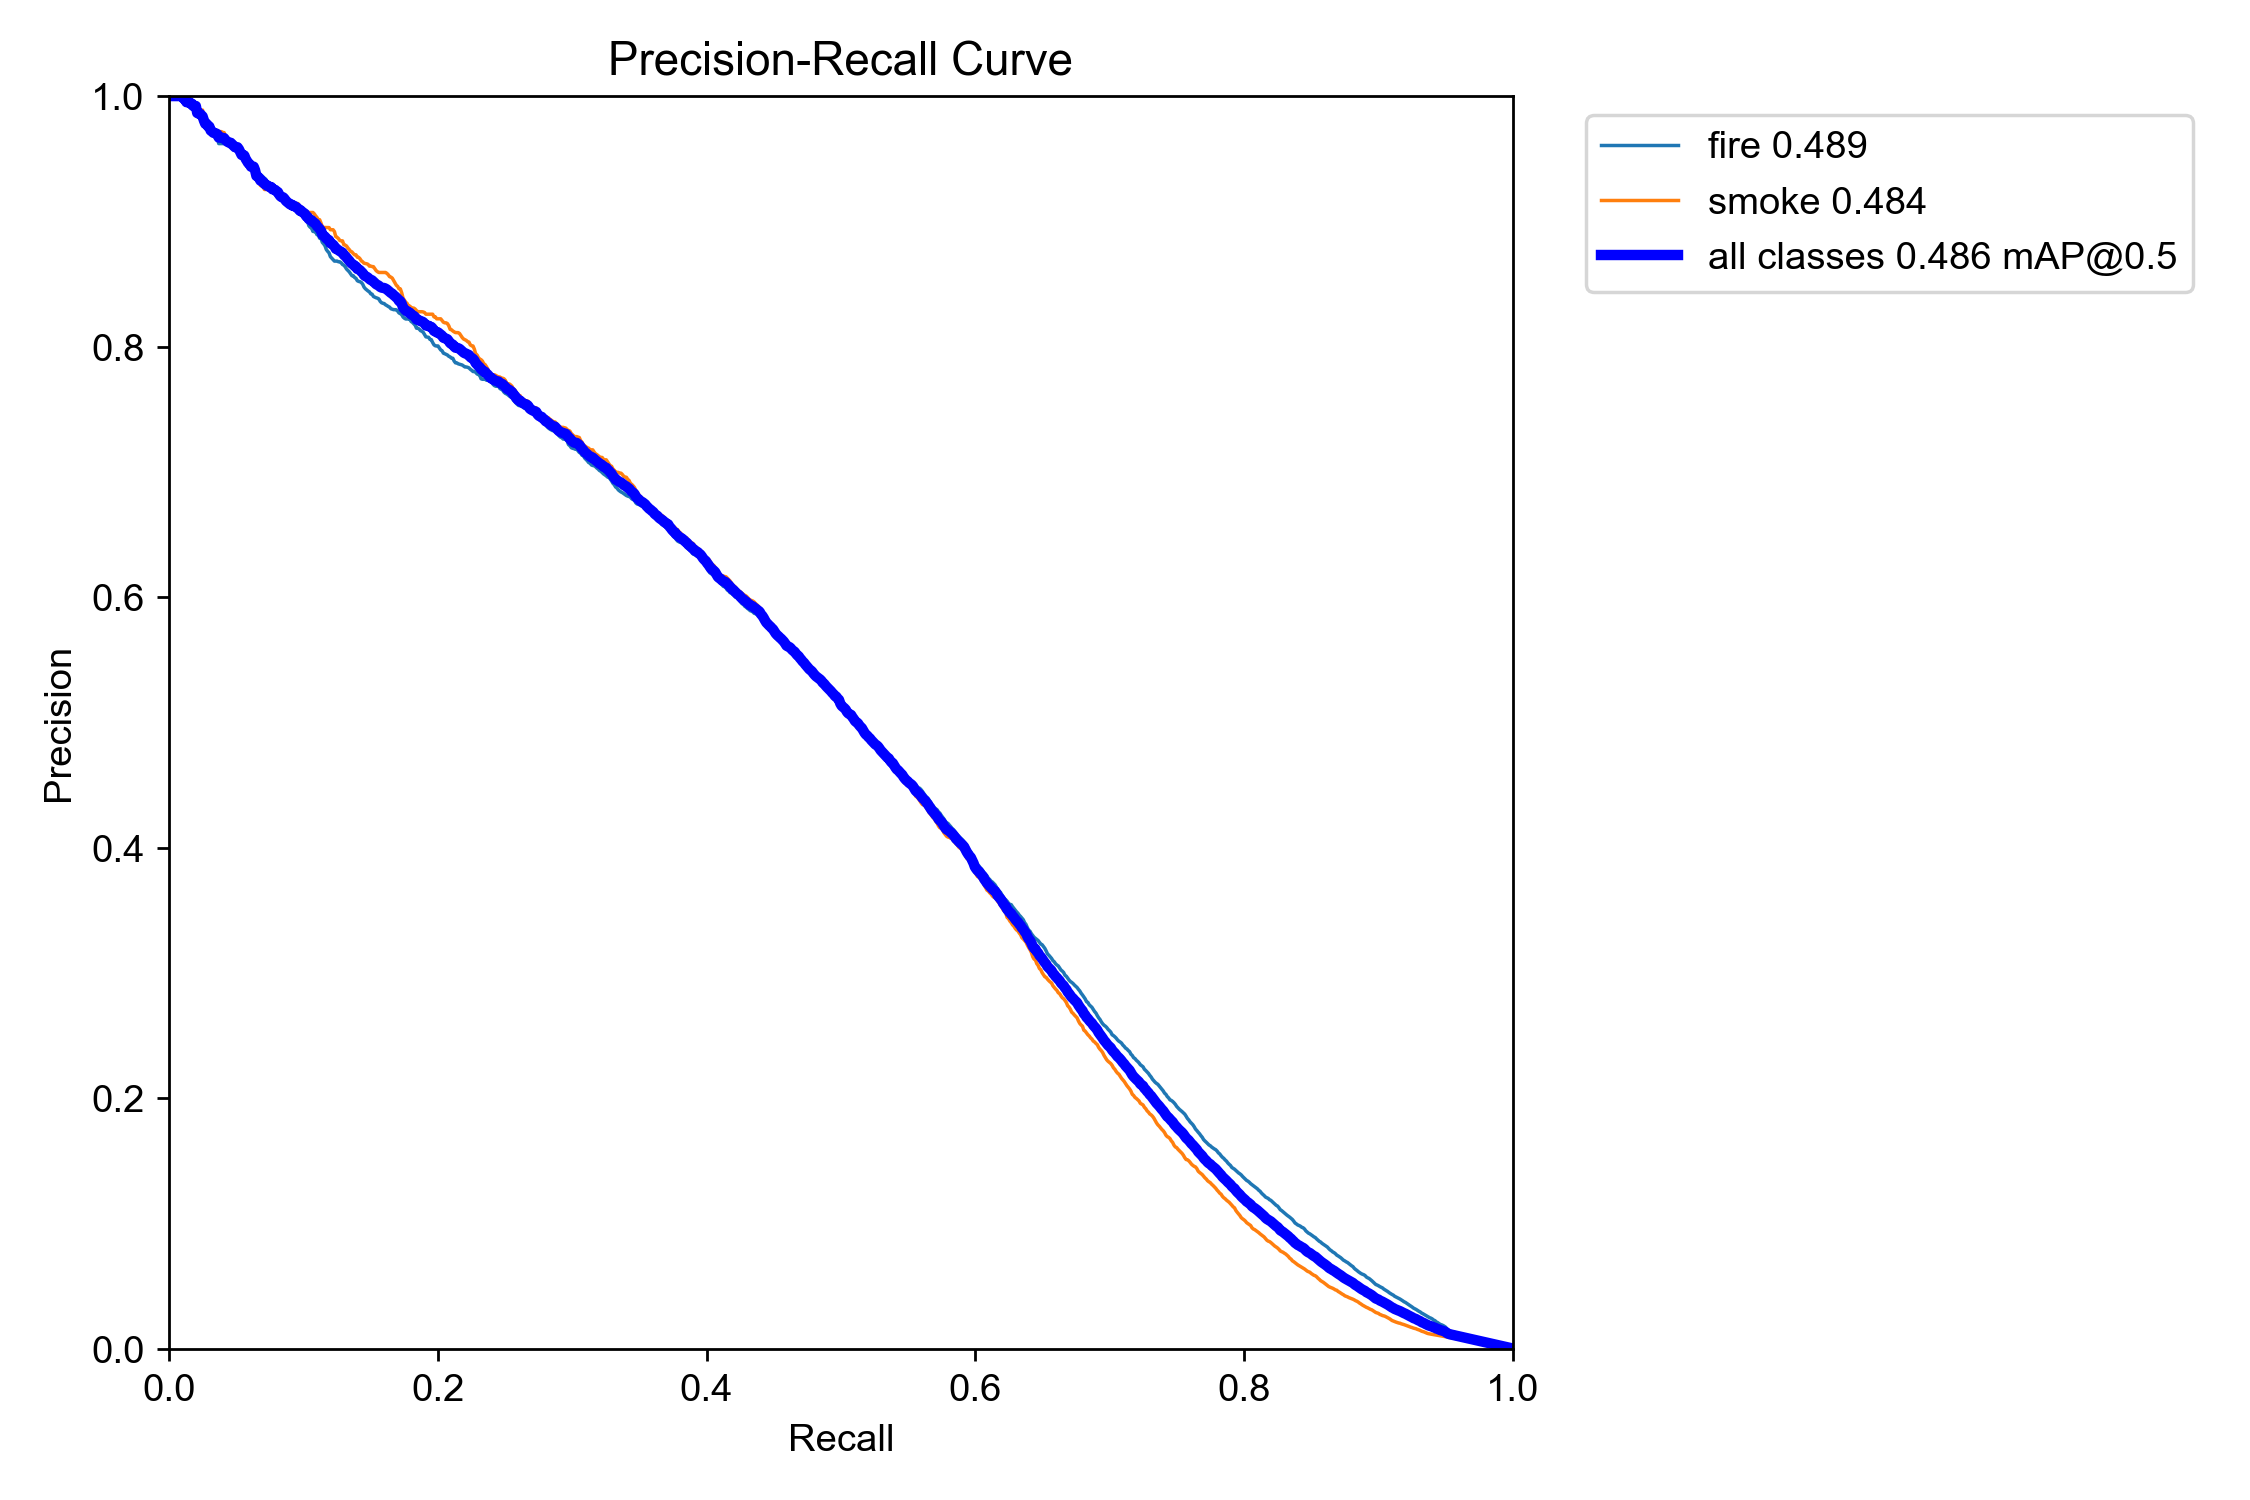 Precision-Recall Curve
1.0
0.8
0.6
0.4
0.2
0.0
Precision
0.0 0.2 0.4 0.6 0.8 1.0
Recall
fire 0.489
smoke 0.484
all classes 0.486 mAP@0.5